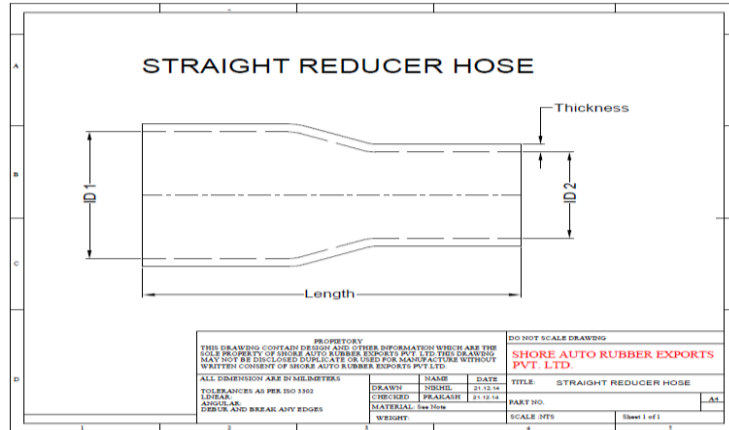 STRAIGHT REDUCER HOSE
Thickness
ID 1
ID 2
Length
A
B
C
D
PROPIETORY
THIS DRAWING CONTAIN DESIGN AND OTHER INFORMATION WHICH ARE THE
SOLE PROPERTY OF SHORE AUTO RUBBER EXPORTS PVT. LTD. THIS DRAWING
MAY NOT BE DISCLOSED DUPLICATE OR USED FOR MANUFACTURE WITHOUT
WRITTEN CONSENT OF SHORE AUTO RUBBER EXPORTS PVT.LTD.
ALL DIMENSION ARE IN MILIMETERS
TOLERANCES AS PER ISO 3302
LINEAR:
ANGULAR:
DEBUR AND BREAK ANY EDGES
NAME DATE
DRAWN NIKHIL 21.12.14
CHECKED PRAKASH 21.12.14
MATERIAL: See Note
WEIGHT:
DO NOT SCALE DRAWING
SHORE AUTO RUBBER EXPORTS
PVT. LTD.
TITLE: STRAIGHT REDUCER HOSE
PART NO. A4
SCALE :NTS Sheet 1 of 1
1 2 3 4 5